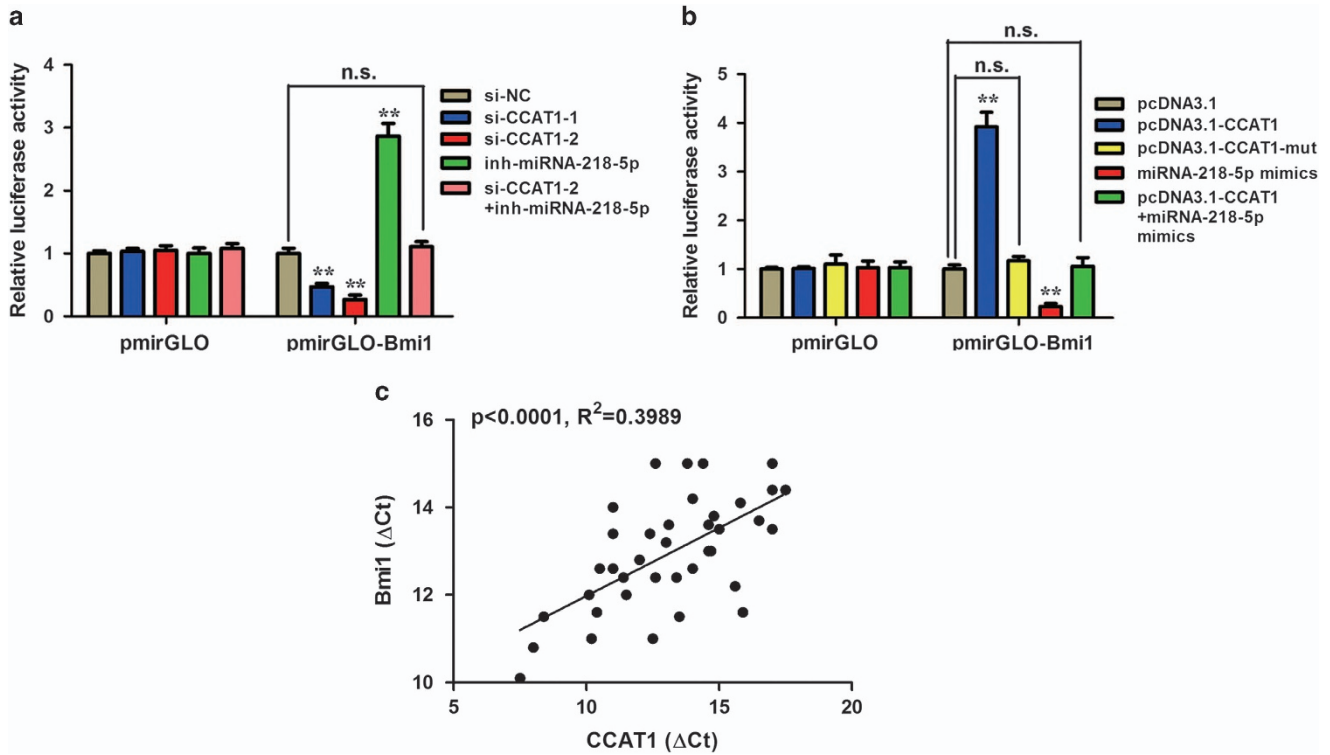 a
Relative luciferase activity
4
3
2
1
0
n.s.
**
**
**
pmirGLO
pmirGLO-Bmi1
si-NC
si-CCAT1-1
si-CCAT1-2
inh-miRNA-218-5p
si-CCAT1-2
+inh-miRNA-218-5p
b
Relative luciferase activity
5
4
3
2
1
0
n.s.
n.s.
**
**
pmirGLO
pmirGLO-Bmi1
pcDNA3.1
pcDNA3.1-CCAT1
pcDNA3.1-CCAT1-mut
miRNA-218-5p mimics
pcDNA3.1-CCAT1
+miRNA-218-5p
mimics
c
p<0.0001, R²=0.3989
Bmi1 (ΔCt)
16
14
12
10
5 10 15 20
CCAT1 (ΔCt)